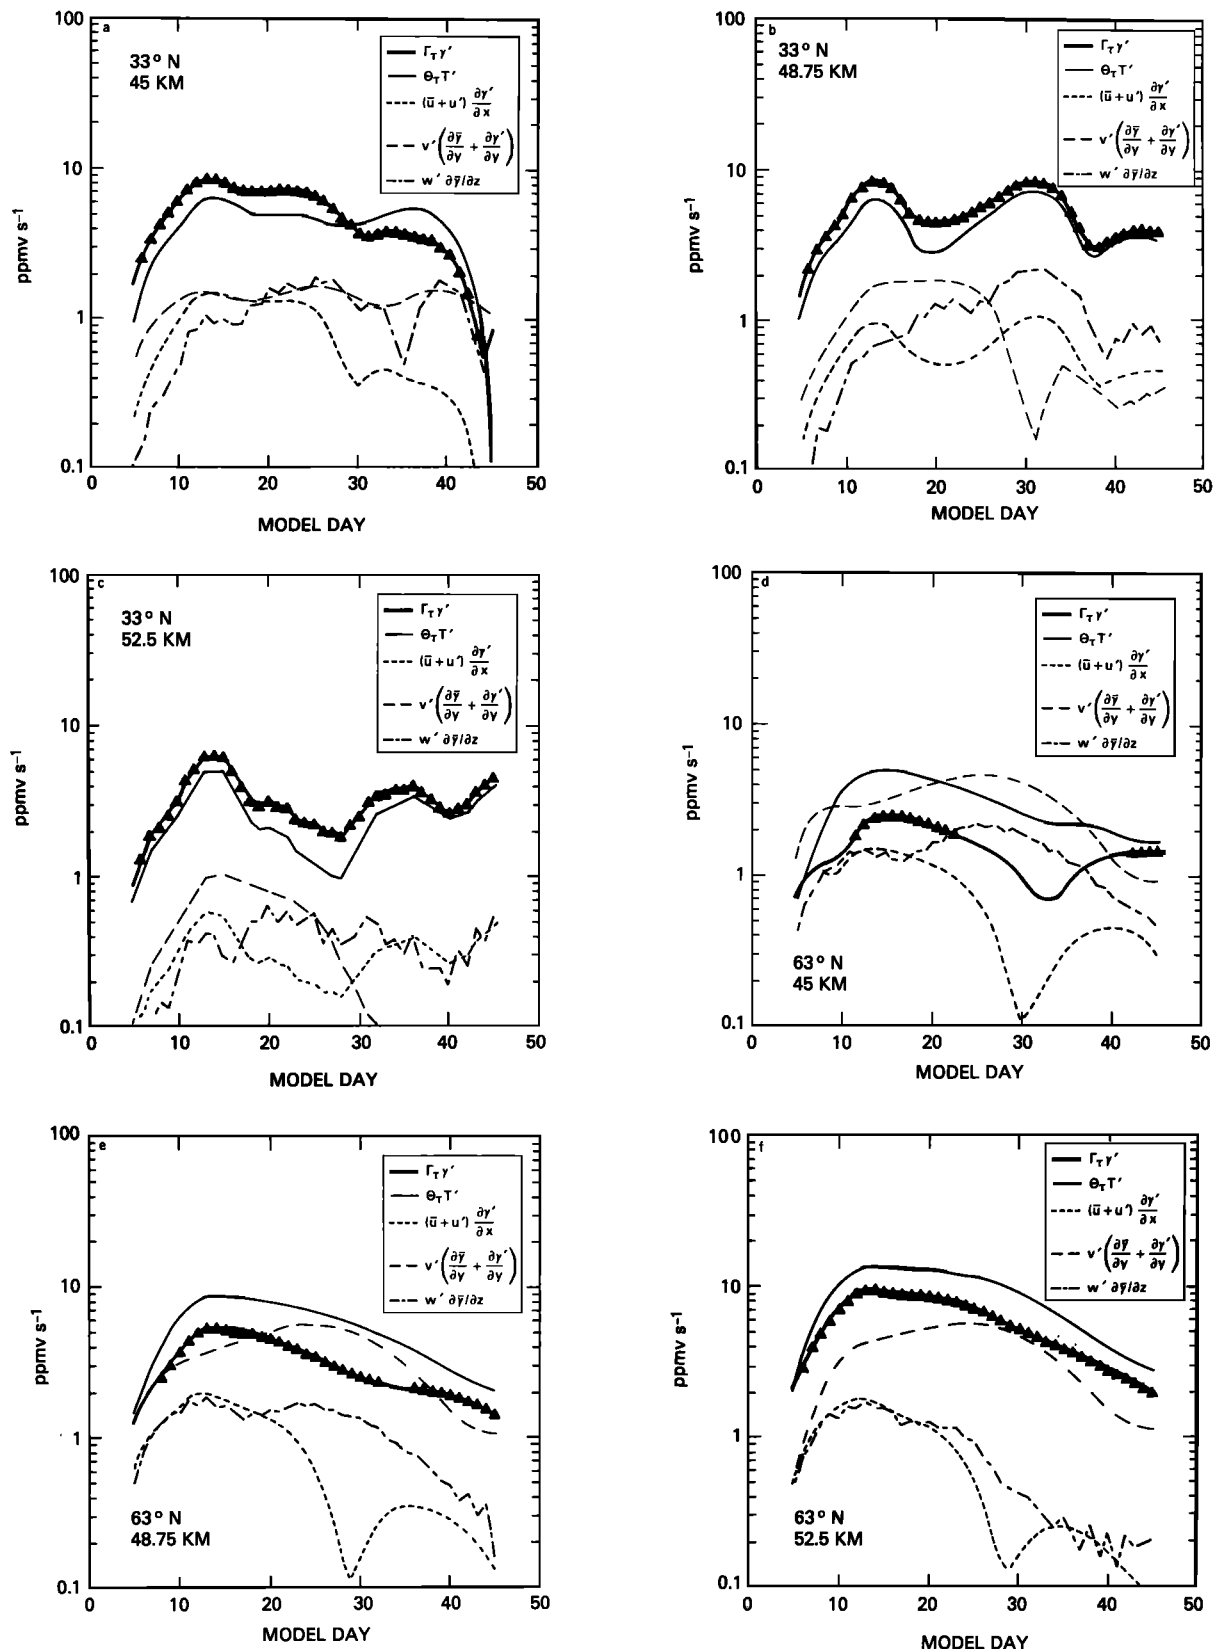 a
33° N
45 KM
Γ_T γ'
Θ_T T'
(ū + u') ∂γ'/∂x
v' (∂γ̄/∂y + ∂γ'/∂y)
w' ∂γ̄/∂z
100
10
1
0.1
ppmv s⁻¹
0 10 20 30 40 50
MODEL DAY
b
33° N
48.75 KM
Γ_T γ'
Θ_T T'
(ū + u') ∂γ'/∂x
v' (∂γ̄/∂y + ∂γ'/∂y)
w' ∂γ̄/∂z
100
10
1
0.1
ppmv s⁻¹
0 10 20 30 40 50
MODEL DAY
c
33° N
52.5 KM
Γ_T γ'
Θ_T T'
(ū + u') ∂γ'/∂x
v' (∂γ̄/∂y + ∂γ'/∂y)
w' ∂γ̄/∂z
100
10
1
0.1
ppmv s⁻¹
0 10 20 30 40 50
MODEL DAY
d
Γ_T γ'
Θ_T T'
(ū + u') ∂γ'/∂x
v' (∂γ̄/∂y + ∂γ'/∂y)
w' ∂γ̄/∂z
63° N
45 KM
100
10
1
0.1
ppmv s⁻¹
0 10 20 30 40 50
MODEL DAY
e
Γ_T γ'
Θ_T T'
(ū + u') ∂γ'/∂x
v' (∂γ̄/∂y + ∂γ'/∂y)
w' ∂γ̄/∂z
63° N
48.75 KM
100
10
1
0.1
ppmv s⁻¹
0 10 20 30 40 50
MODEL DAY
f
Γ_T γ'
Θ_T T'
(ū + u') ∂γ'/∂x
v' (∂γ̄/∂y + ∂γ'/∂y)
w' ∂γ̄/∂z
63° N
52.5 KM
100
10
1
0.1
ppmv s⁻¹
0 10 20 30 40 50
MODEL DAY